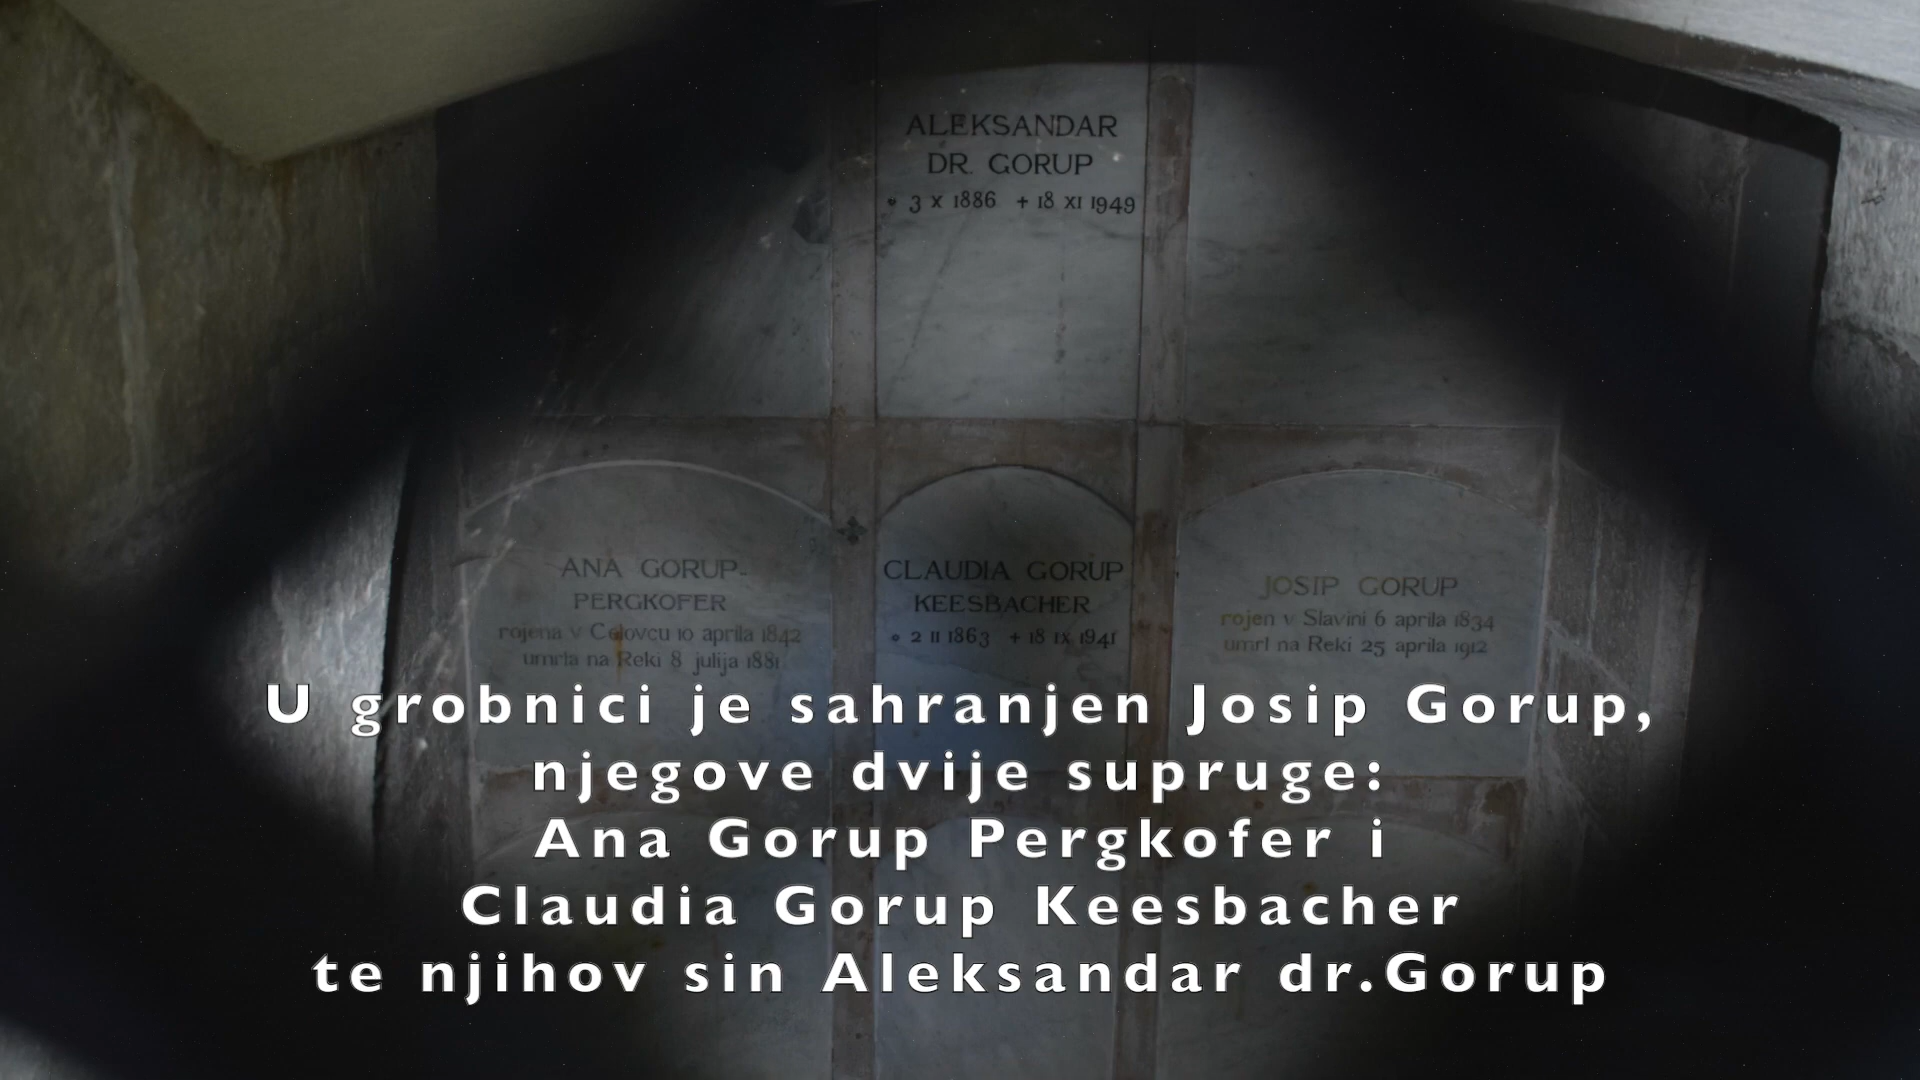 ALEKSANDAR
DR. GORUP
* 3 X 1886 + 18 XI 1949
ANA GORUP-
PERGKOFER
rojena v Celovcu 10 aprila 1842
umrla na Reki 8 julija 1881
CLAUDIA GORUP
KEESBACHER
* 2 11 1863 + 18 IX 1941
JOSIP GORUP
rojen v Slavini 6 aprila 1834
umrl na Reki 25 aprila 1912
U grobnici je sahranjen Josip Gorup,
njegove dvije supruge:
Ana Gorup Pergkofer i
Claudia Gorup Keesbacher
te njihov sin Aleksandar dr.Gorup